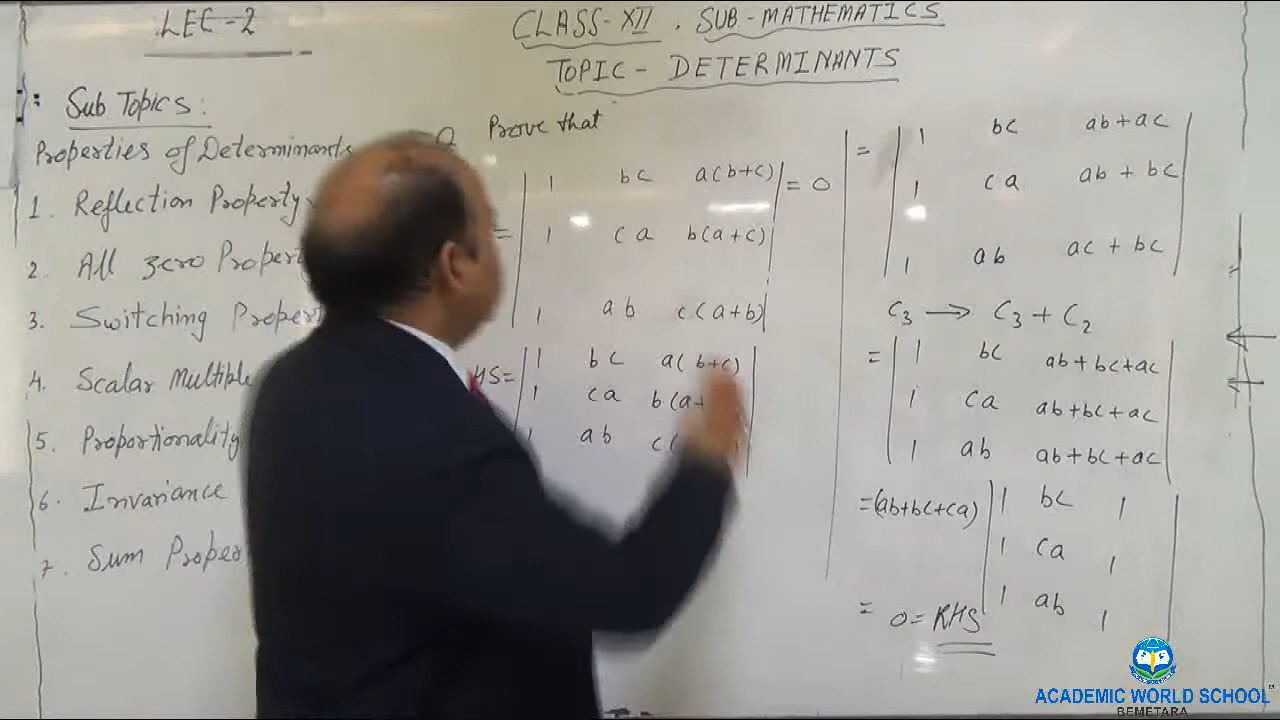 LEC-2
CLASS-XII . SUB-MATHEMATICS
TOPIC- DETERMINANTS
Sub Topics:
Properties of Determinants
1. Reflection Property
2. All zero
3. Switching
4. Scalar Multiple
5. Proportionality
6. Invariance
7. Sum
Q Prove that
= | 1 bc a(b+c) | = 0
1 ca b(a+c)
1 ab c(a+b) |
= | 1 bc a(b+c)
1 ca b(a+
1 ab c(
= | 1 bc ab+ac |
1 ca ab+bc
1 ab ac+bc
C3 → C3 + C2
= | 1 bc ab+bc+ac |
1 ca ab+bc+ac
1 ab ab+bc+ac
=(ab+bc+ca) | 1 bc 1 |
1 ca 1
1 ab 1
= 0= RHS
ACADEMIC WORLD SCHOOL
BEMETARA